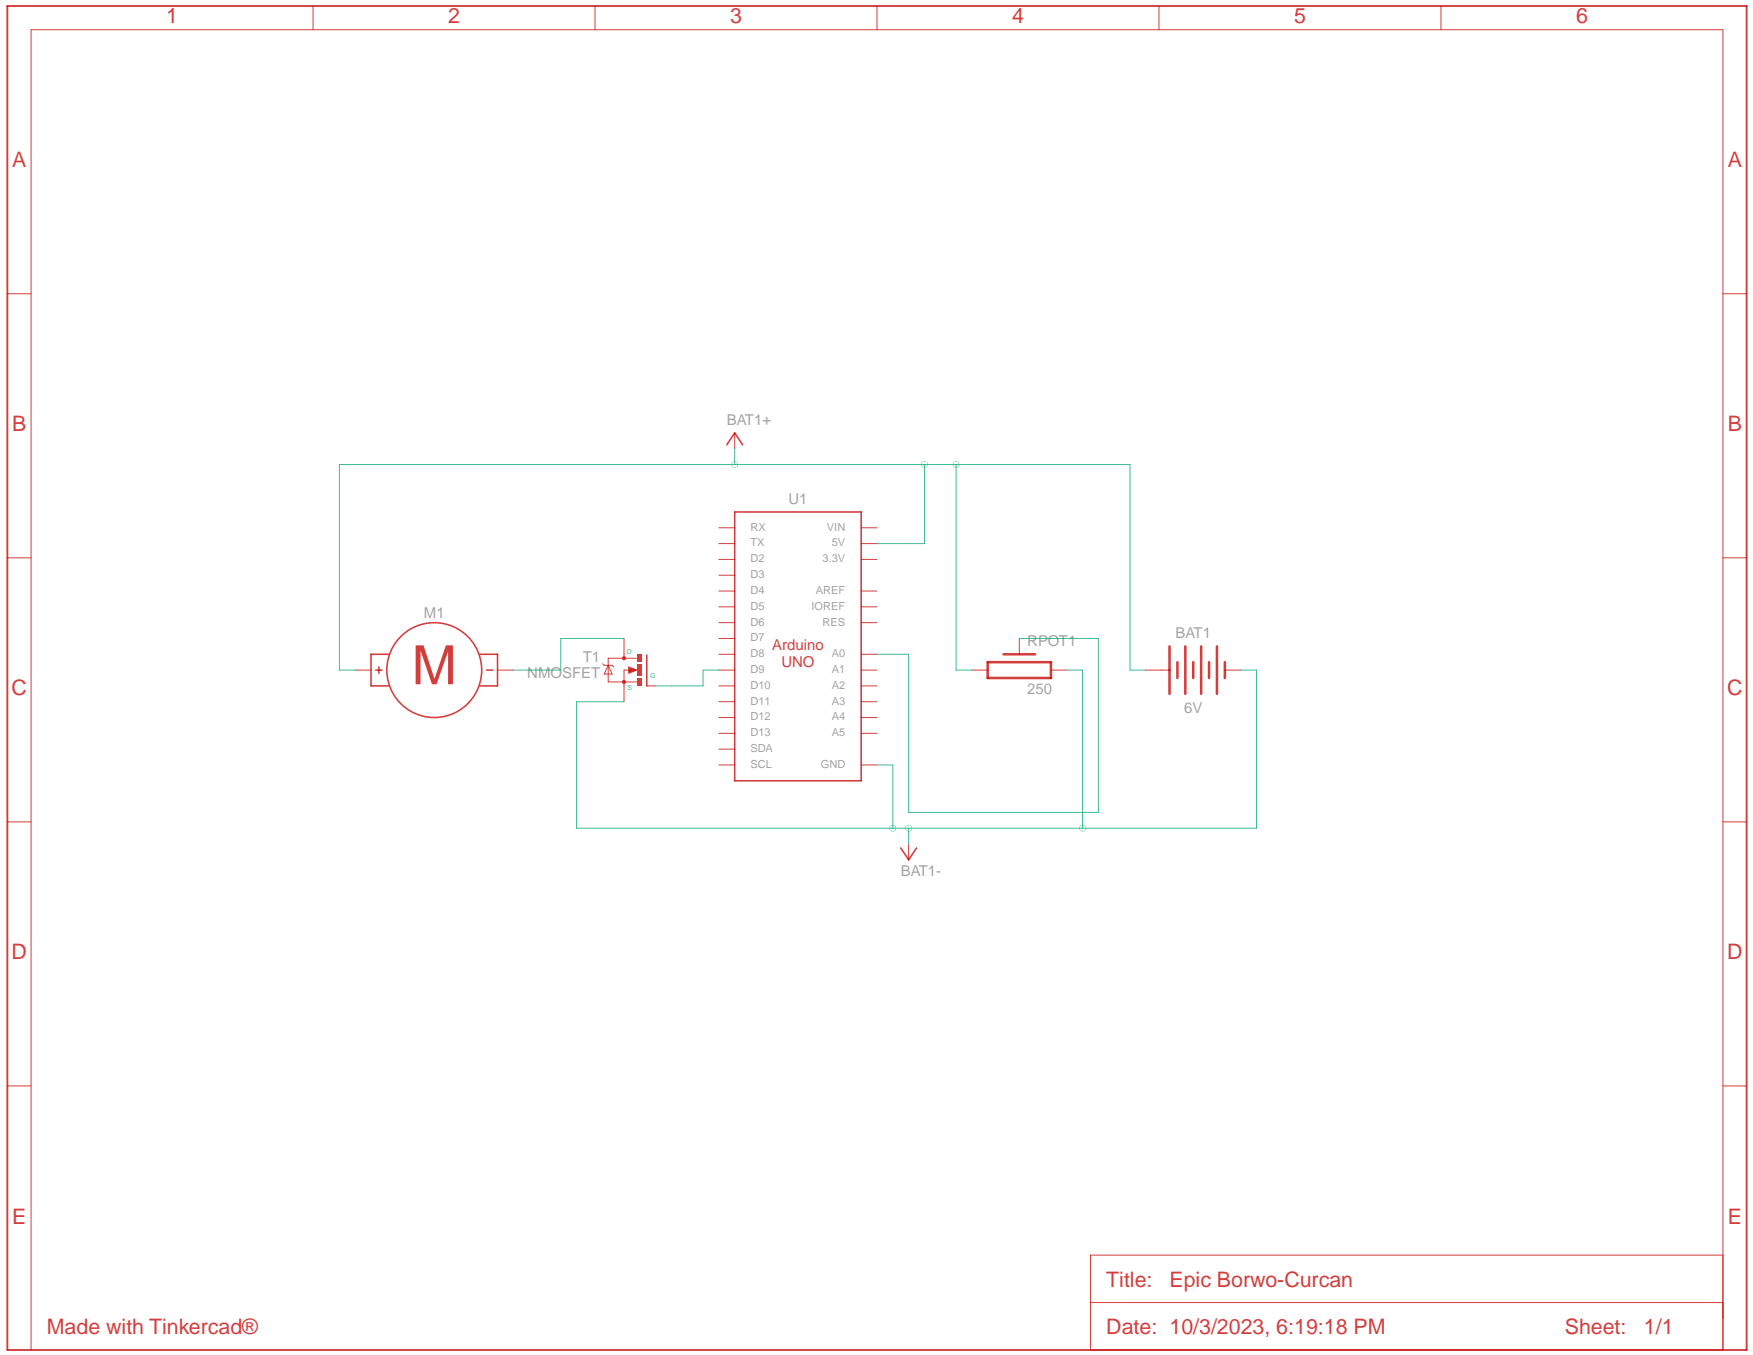 1 2 3 4 5 6
A A
BAT1+
B B
U1
RX VIN
TX 5V
D2 3.3V
D3
D4 AREF
D5 IOREF
D6 RES
D7
D8 A0
D9 A1
D10 A2
D11 A3
D12 A4
D13 A5
SDA
SCL GND
Arduino
UNO
M1
+ M -
T1
NMOSFET
D
G
S
RPOT1
250
BAT1
6V
C C
BAT1-
D D
E E
Title: Epic Borwo-Curcan
Date: 10/3/2023, 6:19:18 PM Sheet: 1/1
Made with Tinkercad®